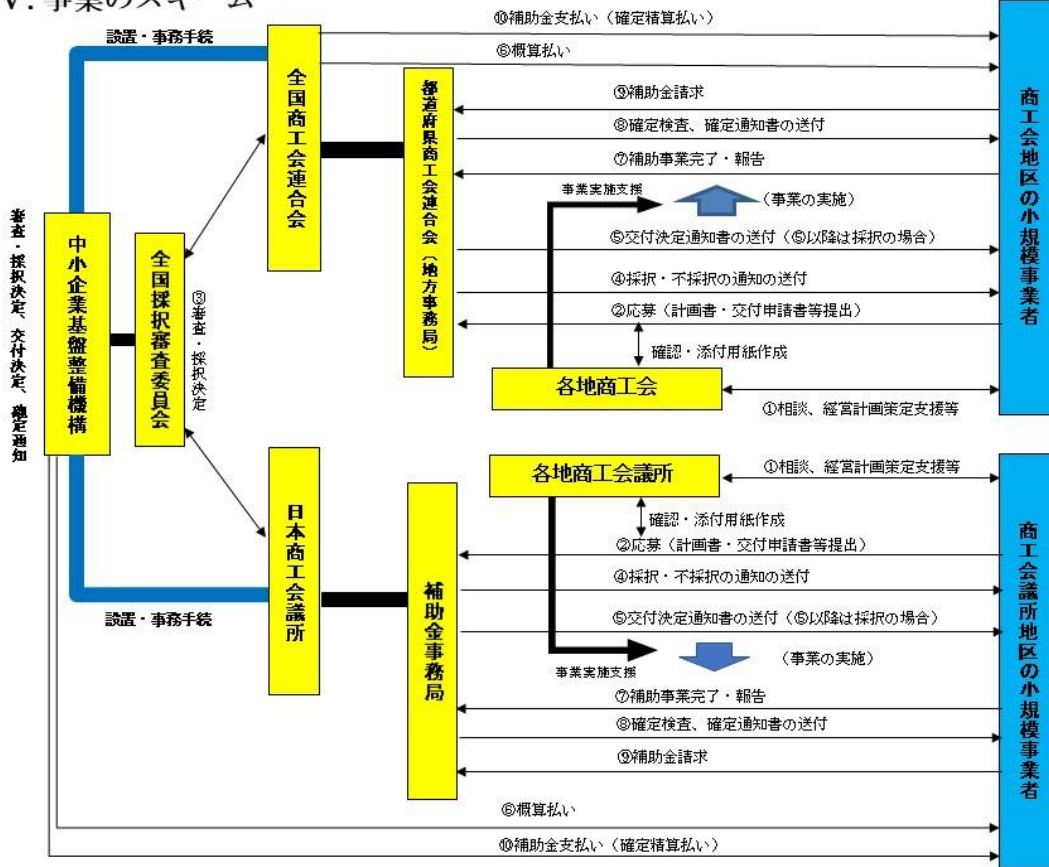 Ⅴ．事業のスキーム
⑩補助金支払い（確定精算払い）
設置・事務手続
⑥概算払い
全国商工会連合会
都道府県商工会連合会（地方事務局）
商工会地区の小規模事業者
⑨補助金請求
⑧確定検査、確定通知書の送付
⑦補助事業完了・報告
事業実施支援
（事業の実施）
⑤交付決定通知書の送付（⑤以降は採択の場合）
④採択・不採択の通知の送付
②応募（計画書・交付申請書等提出）
確認・添付用紙作成
各地商工会
①相談、経営計画策定支援等
審査・採択決定、交付決定、確定通知
中小企業基盤整備機構
全国採択審査委員会
③審査・採択決定
各地商工会議所
①相談、経営計画策定支援等
確認・添付用紙作成
日本商工会議所
補助金事務局
商工会議所地区の小規模事業者
②応募（計画書・交付申請書等提出）
④採択・不採択の通知の送付
設置・事務手続
⑤交付決定通知書の送付（⑤以降は採択の場合）
事業実施支援
（事業の実施）
⑦補助事業完了・報告
⑧確定検査、確定通知書の送付
⑨補助金請求
⑥概算払い
⑩補助金支払い（確定精算払い）